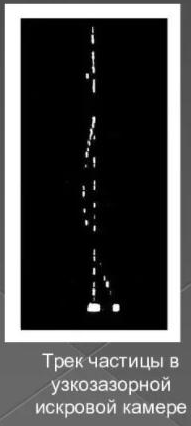 Трек частицы в
узкозазорной
искровой камере